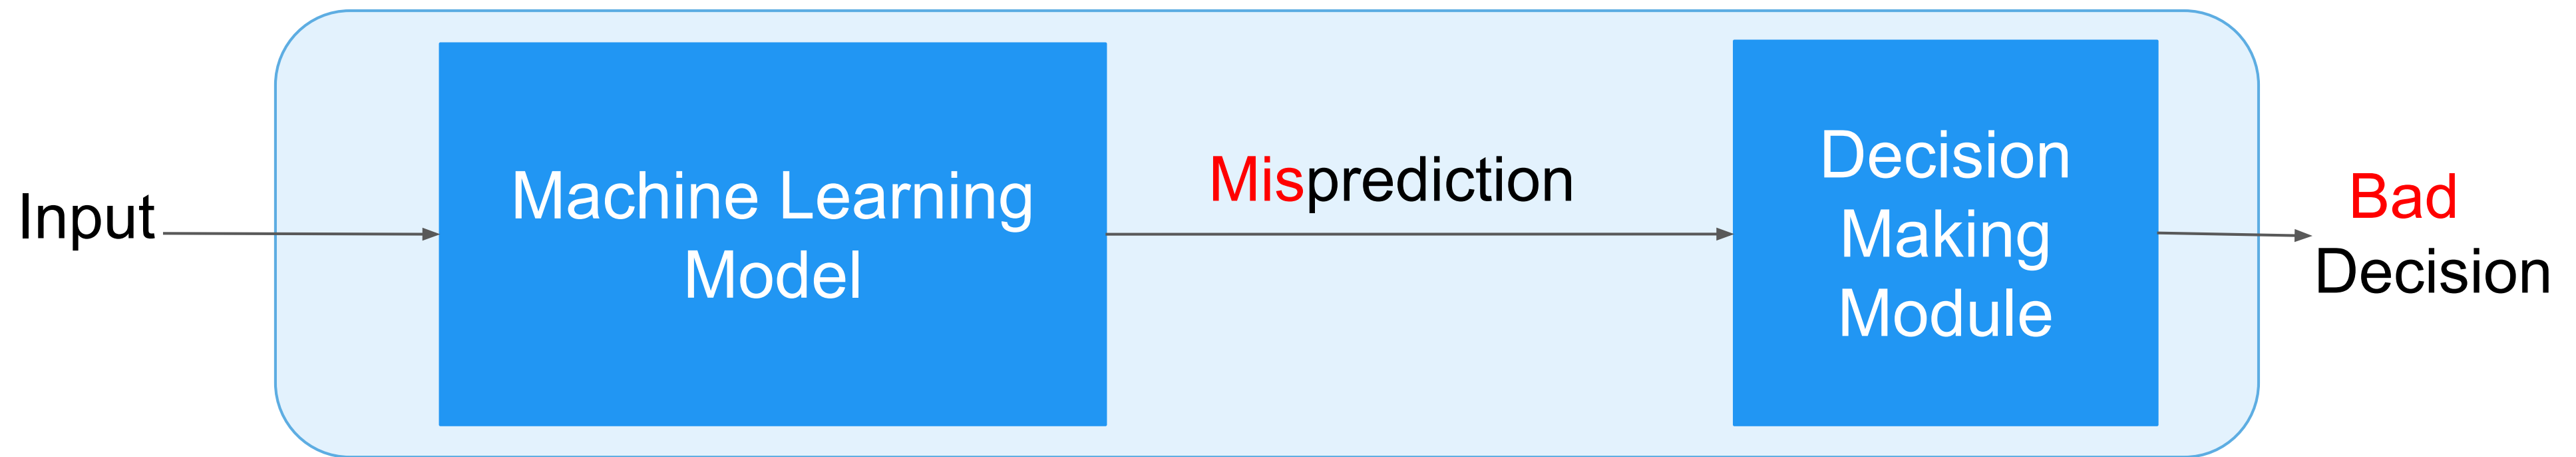 Input
Machine Learning
Model
Misprediction
Decision
Making
Module
Bad
Decision